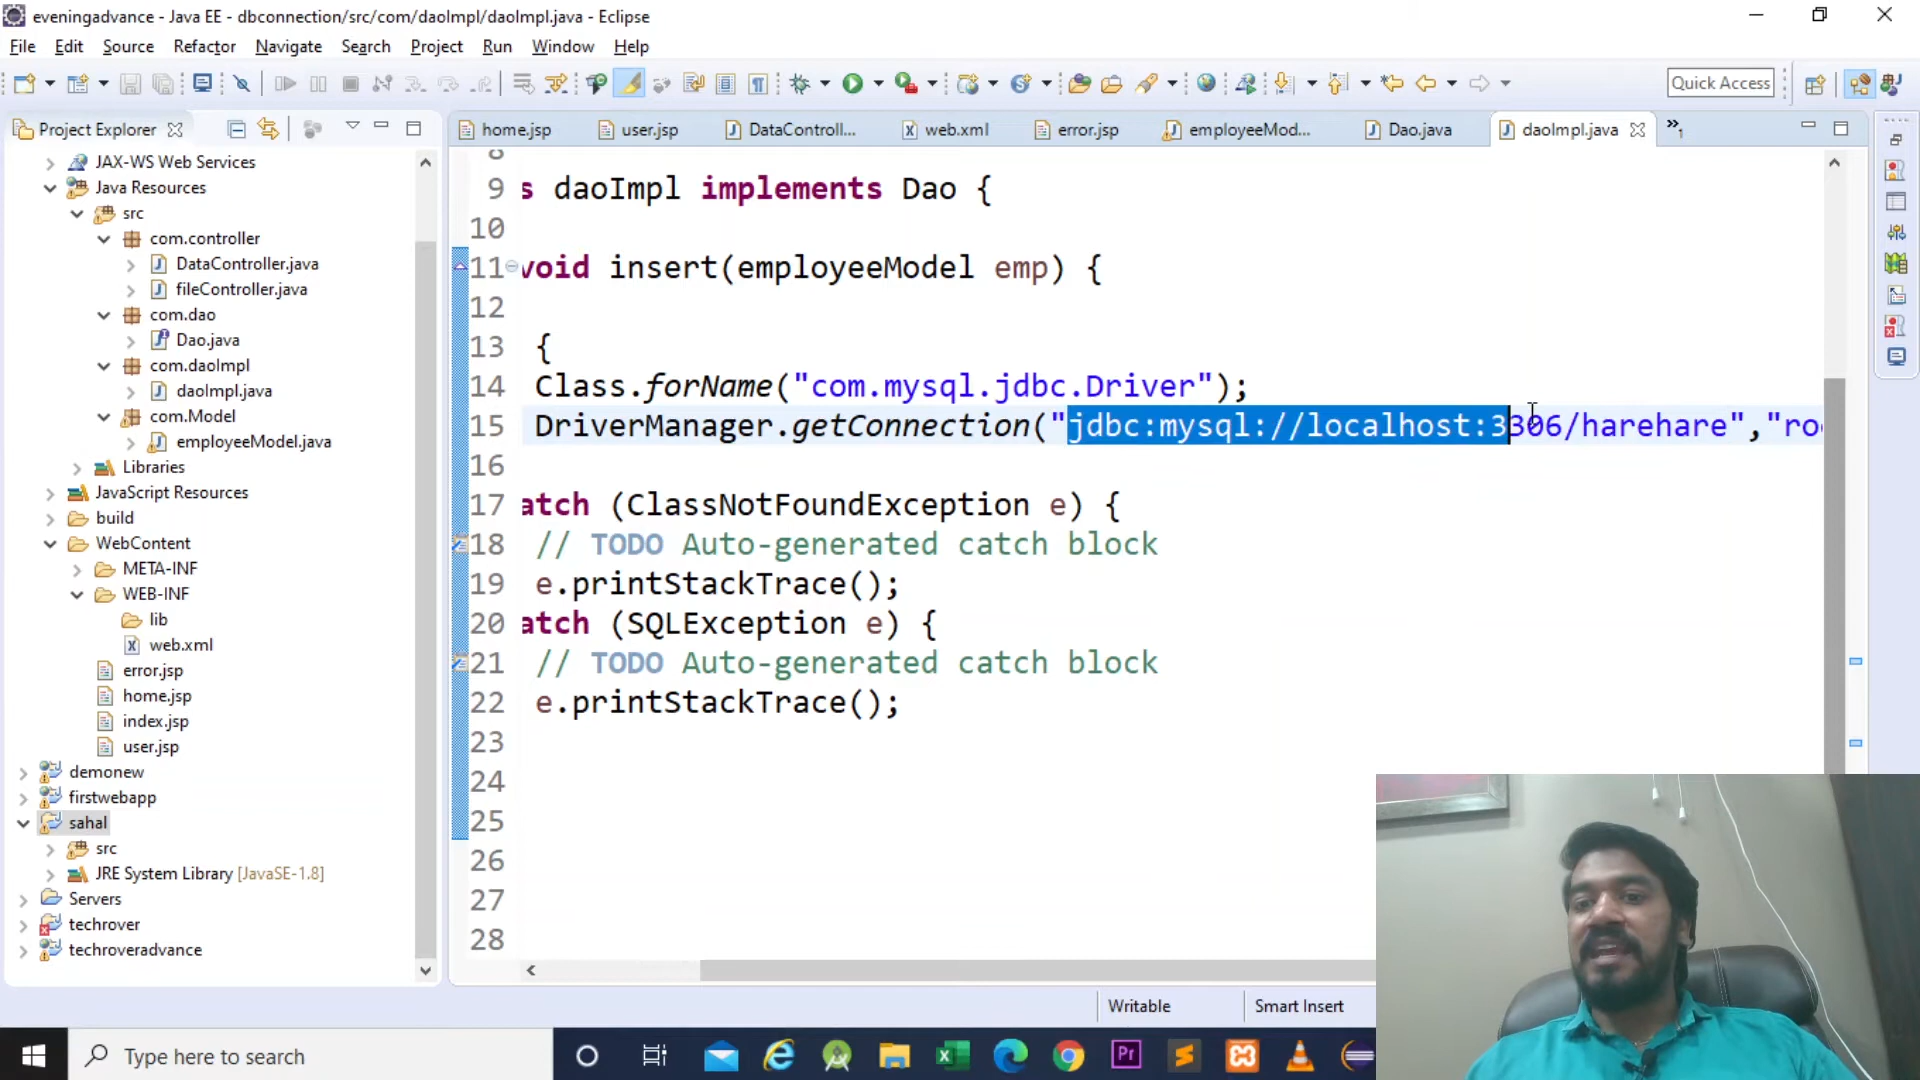 eveningadvance - Java EE - dbconnection/src/com/daoImpl/daoImpl.java - Eclipse
File Edit Source Refactor Navigate Search Project Run Window Help
Quick Access
Project Explorer
home.jsp user.jsp DataControll... web.xml error.jsp employeeMod... Dao.java daoImpl.java »1
JAX-WS Web Services
Java Resources
src
com.controller
DataController.java
fileController.java
com.dao
Dao.java
com.daoImpl
daoImpl.java
com.Model
employeeModel.java
Libraries
JavaScript Resources
build
WebContent
META-INF
WEB-INF
lib
web.xml
error.jsp
home.jsp
index.jsp
user.jsp
demonew
firstwebapp
sahal
src
JRE System Library [JavaSE-1.8]
Servers
techrover
techroveradvance
8
9 s daoImpl implements Dao {
10
11 void insert(employeeModel emp) {
12
13 {
14 Class.forName("com.mysql.jdbc.Driver");
15 DriverManager.getConnection("jdbc:mysql://localhost:3306/harehare","roo
16
17 atch (ClassNotFoundException e) {
18 // TODO Auto-generated catch block
19 e.printStackTrace();
20 atch (SQLException e) {
21 // TODO Auto-generated catch block
22 e.printStackTrace();
23
24
25
26
27
28
Writable Smart Insert
Type here to search
Pr